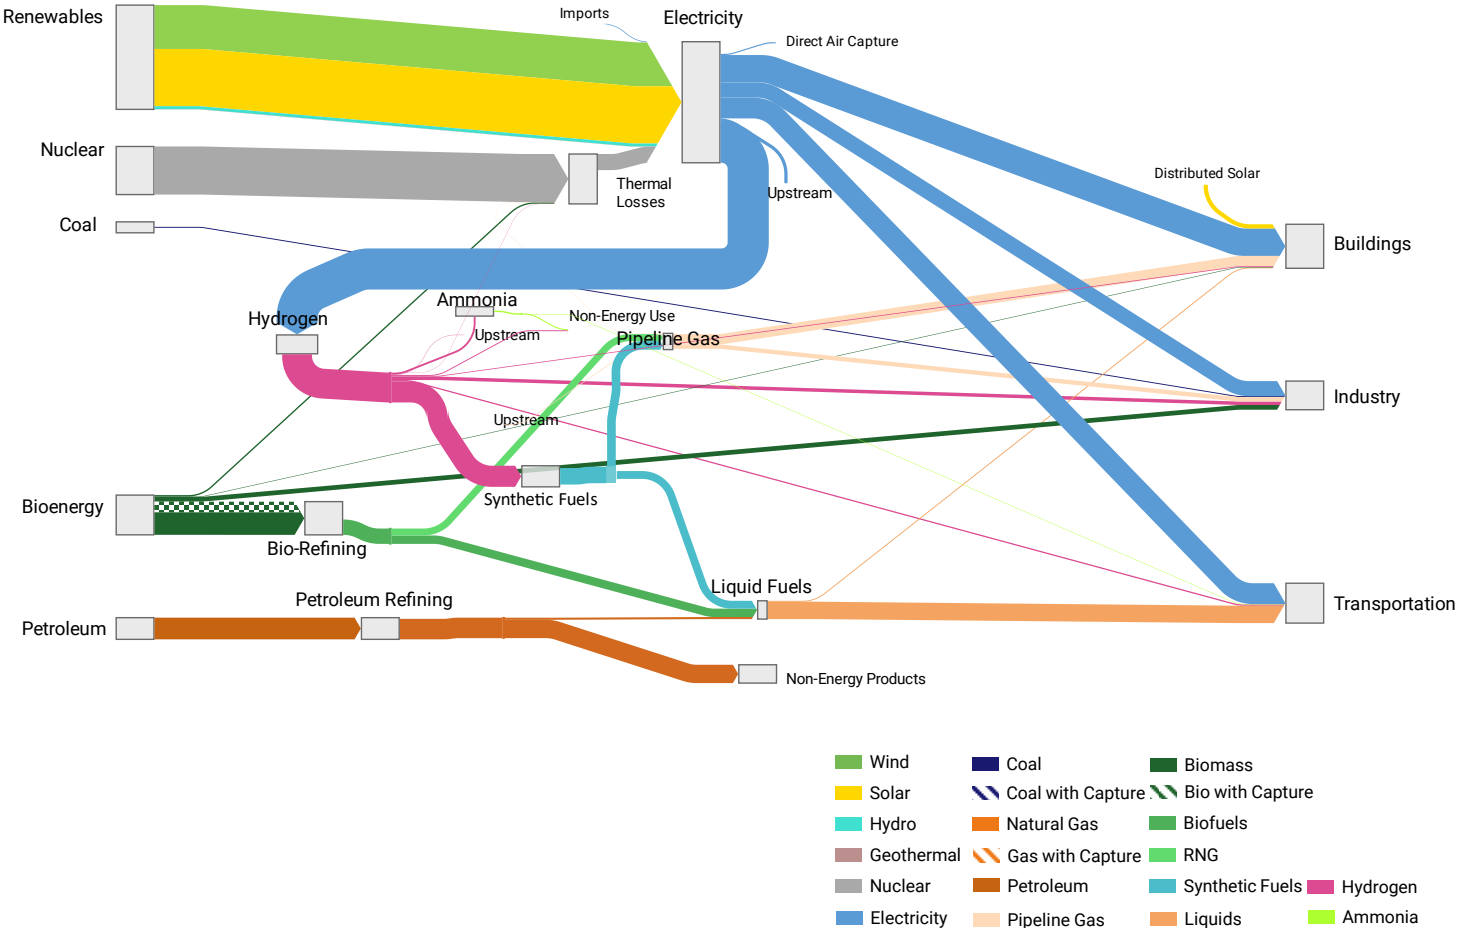 Renewables
Imports
Electricity
Direct Air Capture
Nuclear
Thermal
Losses
Upstream
Distributed Solar
Coal
Buildings
Ammonia
Hydrogen
Non-Energy Use
Upstream
Pipeline Gas
Industry
Upstream
Synthetic Fuels
Bioenergy
Bio-Refining
Liquid Fuels
Petroleum Refining
Transportation
Petroleum
Non-Energy Products
Wind
Coal
Biomass
Solar
Coal with Capture
Bio with Capture
Hydro
Natural Gas
Biofuels
Geothermal
Gas with Capture
RNG
Nuclear
Petroleum
Synthetic Fuels
Hydrogen
Electricity
Pipeline Gas
Liquids
Ammonia